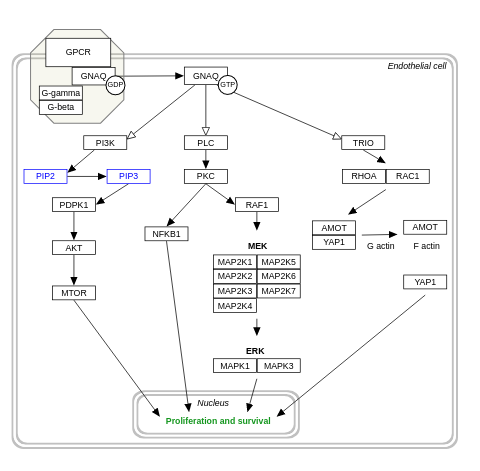 Endothelial cell
GPCR
GNAQ
GDP
G-gamma
G-beta
GNAQ
GTP
PI3K
PLC
TRIO
PIP2
PIP3
PKC
RHOA
RAC1
PDPK1
RAF1
NFKB1
AMOT
YAP1
G actin
AMOT
F actin
AKT
MEK
MAP2K1
MAP2K5
MAP2K2
MAP2K6
MAP2K3
MAP2K7
MAP2K4
YAP1
MTOR
ERK
MAPK1
MAPK3
Nucleus
Proliferation and survival